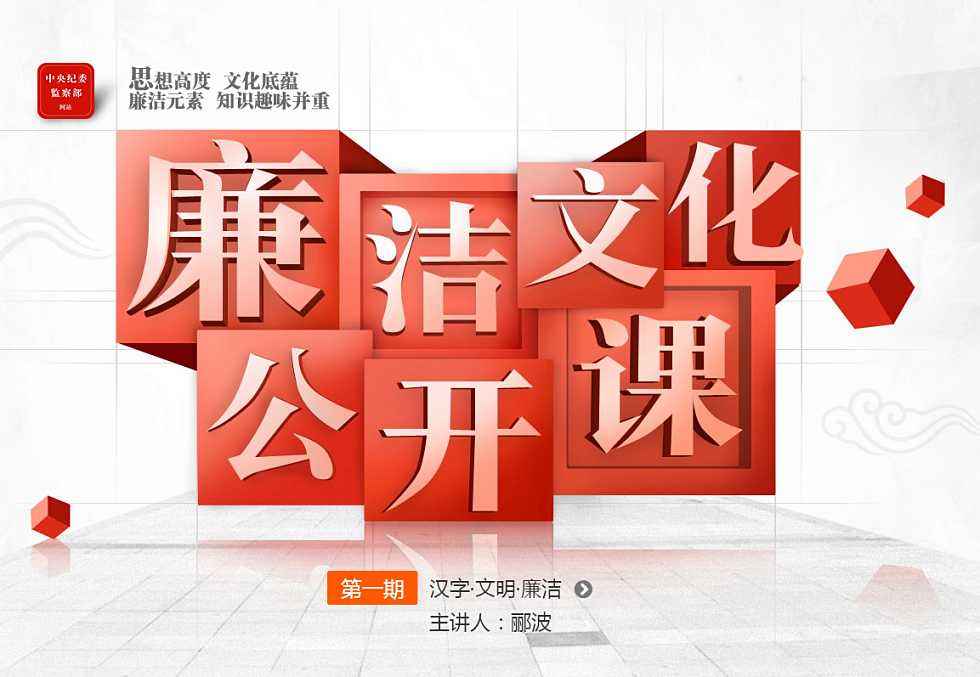 中央纪委
监察部
网站
思想高度 文化底蕴
廉洁元素 知识趣味并重
廉洁文化
公开课
第一期 汉字·文明·廉洁
主讲人：郦波